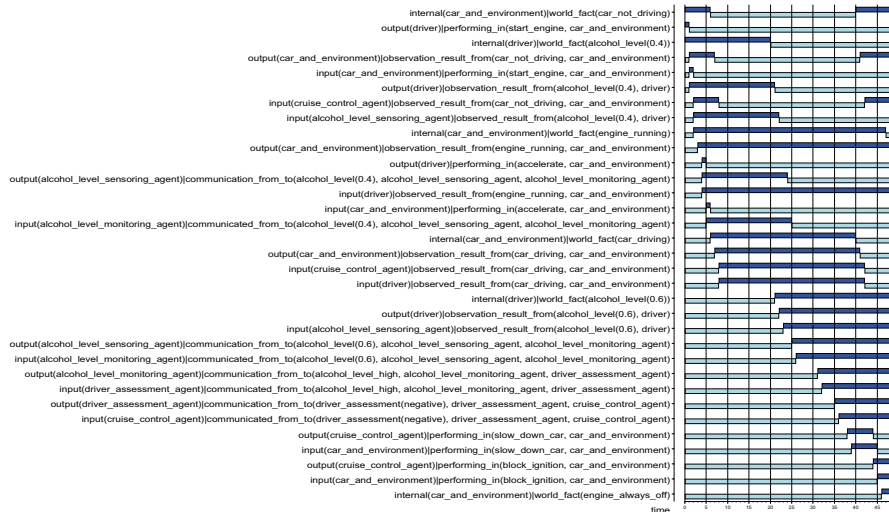 internal(car_and_environment)|world_fact(car_not_driving)
output(driver)|performing_in(start_engine, car_and_environment)
internal(driver)|world_fact(alcohol_level(0.4))
output(car_and_environment)|observation_result_from(car_not_driving, car_and_environment)
input(car_and_environment)|performing_in(start_engine, car_and_environment)
output(driver)|observation_result_from(alcohol_level(0.4), driver)
input(cruise_control_agent)|observed_result_from(car_not_driving, car_and_environment)
input(alcohol_level_sensoring_agent)|observed_result_from(alcohol_level(0.4), driver)
internal(car_and_environment)|world_fact(engine_running)
output(car_and_environment)|observation_result_from(engine_running, car_and_environment)
output(driver)|performing_in(accelerate, car_and_environment)
output(alcohol_level_sensoring_agent)|communication_from_to(alcohol_level(0.4), alcohol_level_sensoring_agent, alcohol_level_monitoring_agent)
input(driver)|observed_result_from(engine_running, car_and_environment)
input(car_and_environment)|performing_in(accelerate, car_and_environment)
input(alcohol_level_monitoring_agent)|communicated_from_to(alcohol_level(0.4), alcohol_level_sensoring_agent, alcohol_level_monitoring_agent)
internal(car_and_environment)|world_fact(car_driving)
output(car_and_environment)|observation_result_from(car_driving, car_and_environment)
input(cruise_control_agent)|observed_result_from(car_driving, car_and_environment)
input(driver)|observed_result_from(car_driving, car_and_environment)
internal(driver)|world_fact(alcohol_level(0.6))
output(driver)|observation_result_from(alcohol_level(0.6), driver)
input(alcohol_level_sensoring_agent)|observed_result_from(alcohol_level(0.6), driver)
output(alcohol_level_sensoring_agent)|communication_from_to(alcohol_level(0.6), alcohol_level_sensoring_agent, alcohol_level_monitoring_agent)
input(alcohol_level_monitoring_agent)|communicated_from_to(alcohol_level(0.6), alcohol_level_sensoring_agent, alcohol_level_monitoring_agent)
output(alcohol_level_monitoring_agent)|communication_from_to(alcohol_level_high, alcohol_level_monitoring_agent, driver_assessment_agent)
input(driver_assessment_agent)|communicated_from_to(alcohol_level_high, alcohol_level_monitoring_agent, driver_assessment_agent)
output(driver_assessment_agent)|communication_from_to(driver_assessment(negative), driver_assessment_agent, cruise_control_agent)
input(cruise_control_agent)|communicated_from_to(driver_assessment(negative), driver_assessment_agent, cruise_control_agent)
output(cruise_control_agent)|performing_in(slow_down_car, car_and_environment)
input(car_and_environment)|performing_in(slow_down_car, car_and_environment)
output(cruise_control_agent)|performing_in(block_ignition, car_and_environment)
input(car_and_environment)|performing_in(block_ignition, car_and_environment)
internal(car_and_environment)|world_fact(engine_always_off)
0 5 10 15 20 25 30 35 40 45
time